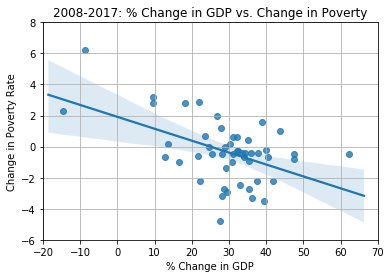 2008-2017: % Change in GDP vs. Change in Poverty
8
6
4
2
0
−2
−4
−6
Change in Poverty Rate
−20 −10 0 10 20 30 40 50 60 70
% Change in GDP